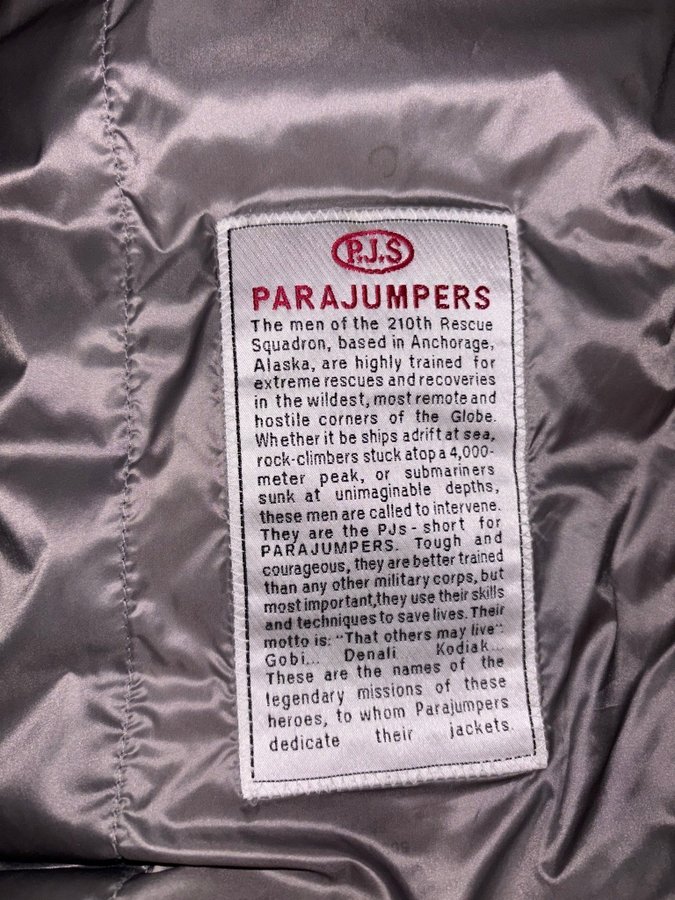 P.J.S
PARAJUMPERS
The men of the 210th Rescue
Squadron, based in Anchorage,
Alaska, are highly trained for
extreme rescues and recoveries
in the wildest, most remote and
hostile corners of the Globe.
Whether it be ships adrift at sea,
rock-climbers stuck atop a 4,000-
meter peak, or submariners
sunk at unimaginable depths,
these men are called to intervene.
They are the PJs - short for
PARAJUMPERS. Tough and
courageous, they are better trained
than any other military corps, but
most important,they use their skills
and techniques to save lives. Their
motto is: "That others may live"
Gobi... Denali Kodiak...
These are the names of the
legendary missions of these
heroes, to whom Parajumpers
dedicate their jackets.